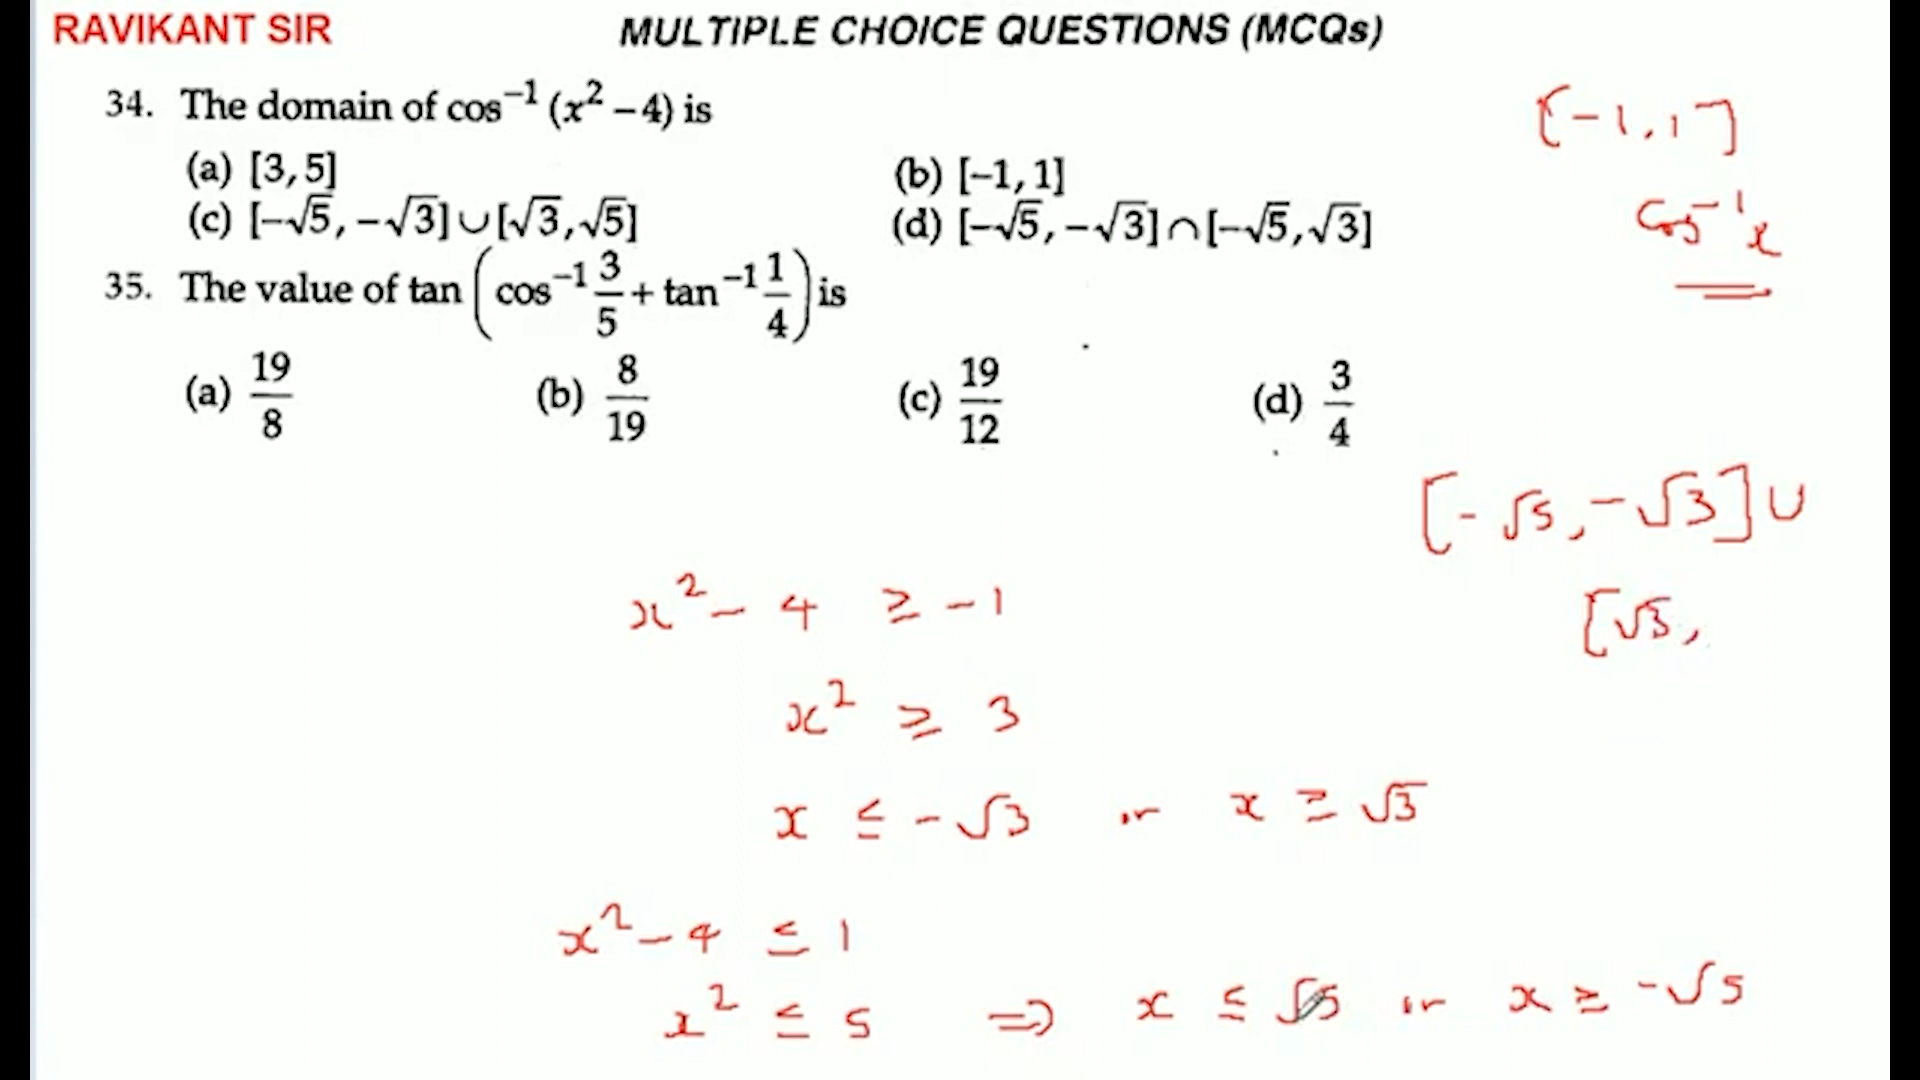 RAVIKANT SIR MULTIPLE CHOICE QUESTIONS (MCQs)
34. The domain of cos⁻¹ (x² – 4) is
(a) [3, 5] (b) [–1, 1]
(c) [–√5, –√3] ∪ [√3, √5] (d) [–√5, –√3] ∩ [–√5, √3]
35. The value of tan (cos⁻¹ 3/5 + tan⁻¹ 1/4) is
(a) 19/8 (b) 8/19 (c) 19/12 (d) 3/4
[-1, 1]
cos⁻¹x
[-√5, -√3] ∪
[√3,
x² - 4 ≥ -1
x² ≥ 3
x ≤ -√3 or x ≥ √3
x² - 4 ≤ 1
x² ≤ 5 ⇒ x ≤ √5 or x ≥ -√5